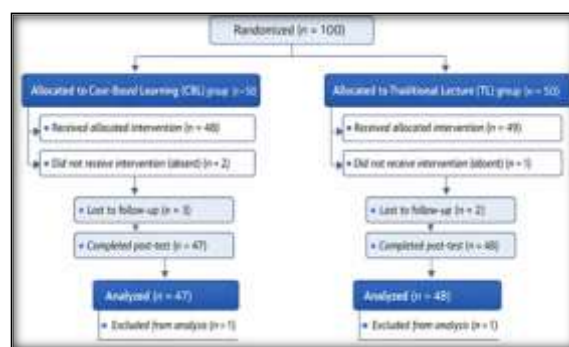 Randomized (n = 100)
Allocated to Case-Based Learning (CBL) group (n=50
Allocated to Traditional Lecture (TL) group (n = 50)
• Received allocated intervention (n = 48)
• Received allocated intervention (n = 49)
• Did not receive intervention (absent) (n = 2)
• Did not receive intervention (absent) (n = 1)
• Lost to follow-up (n = 3)
• Lost to follow-up (n = 2)
• Completed post-test (n = 47)
• Completed post-test (n = 48)
Analyzed (n = 47)
Analyzed (n = 48)
• Excluded from analysis (n = 1)
• Excluded from analysis (n = 1)